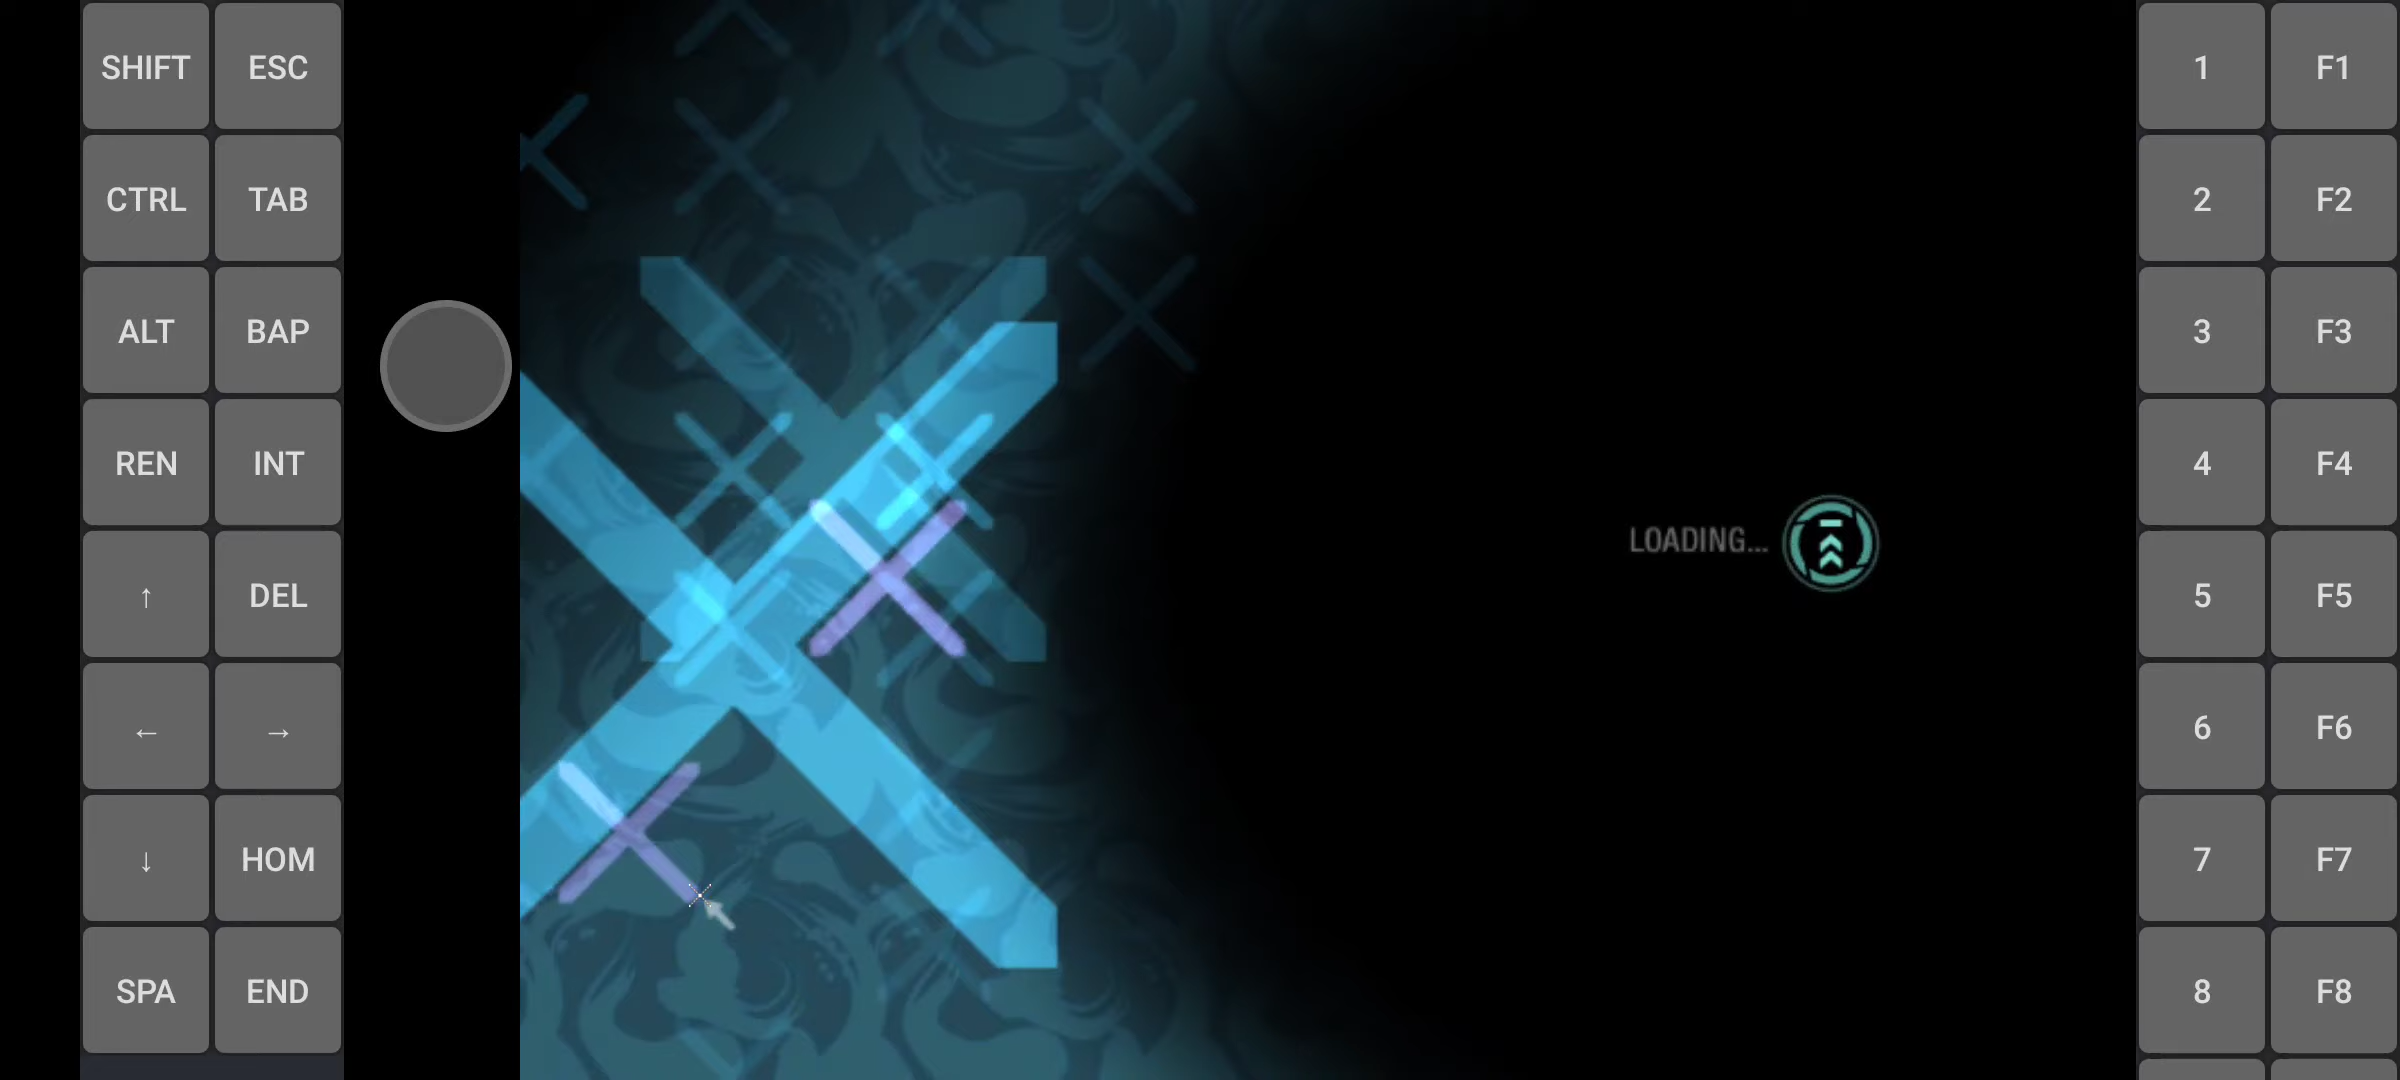 SHIFT ESC
CTRL TAB
ALT BAP
REN INT
↑ DEL
← →
↓ HOM
SPA END
LOADING...
1 F1
2 F2
3 F3
4 F4
5 F5
6 F6
7 F7
8 F8